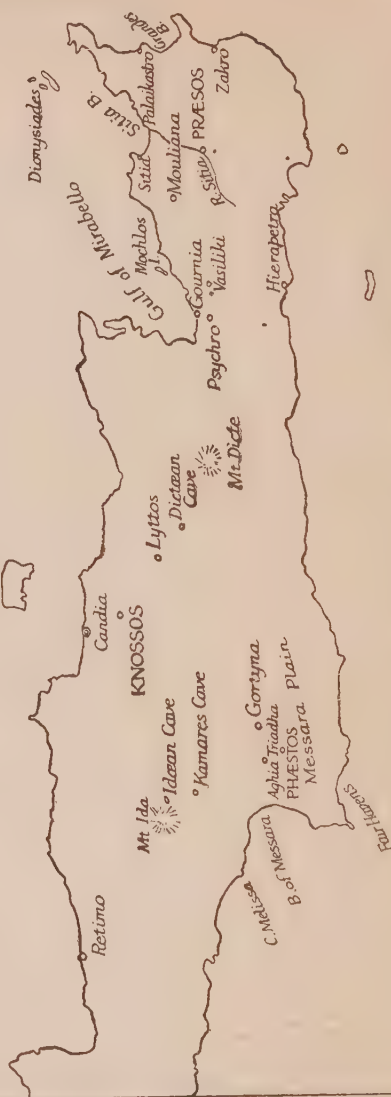 Dionysiades
Sitia B.
Grandes
B.
Palaikastro
Gulf of Mirabello
Sitia
Mochlos
I.
Mouliana
PRÆSOS
Zakro
R. Sitia
Gournia
Vasiliki
Psychro
Hierapetra
Lyttos
Dictæan
Cave
Mt. Dicte
Candia
KNOSSOS
Mt Ida
Idæan Cave
Kamares Cave
Gortyna
Aghia Triadha
PHÆSTOS
Messara Plain
Retimo
C. Melissa
B. of Messara
Fair Havens